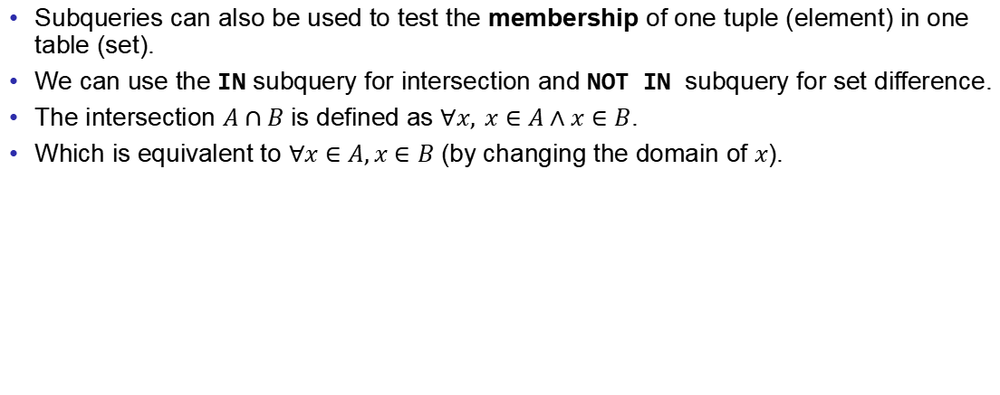 • Subqueries can also be used to test the membership of one tuple (element) in one
table (set).
• We can use the IN subquery for intersection and NOT IN subquery for set difference.
• The intersection A ∩ B is defined as ∀x, x ∈ A ∧ x ∈ B.
• Which is equivalent to ∀x ∈ A, x ∈ B (by changing the domain of x).